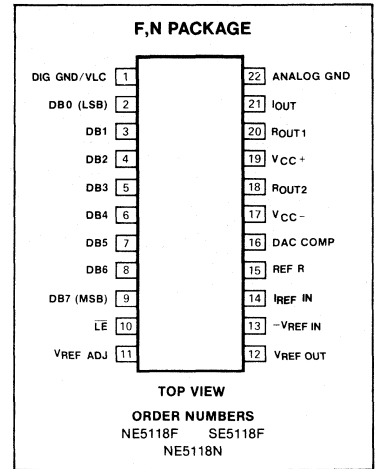 F,N PACKAGE
DIG GND/VLC 1
22 ANALOG GND
DB0 (LSB) 2
21 IOUT
DB1 3
20 ROUT1
DB2 4
19 VCC+
DB3 5
18 ROUT2
DB4 6
17 VCC-
DB5 7
16 DAC COMP
DB6 8
15 REF R
DB7 (MSB) 9
14 IREF IN
LE 10
13 -VREF IN
VREF ADJ 11
12 VREF OUT
TOP VIEW
ORDER NUMBERS
NE5118F SE5118F
NE5118N